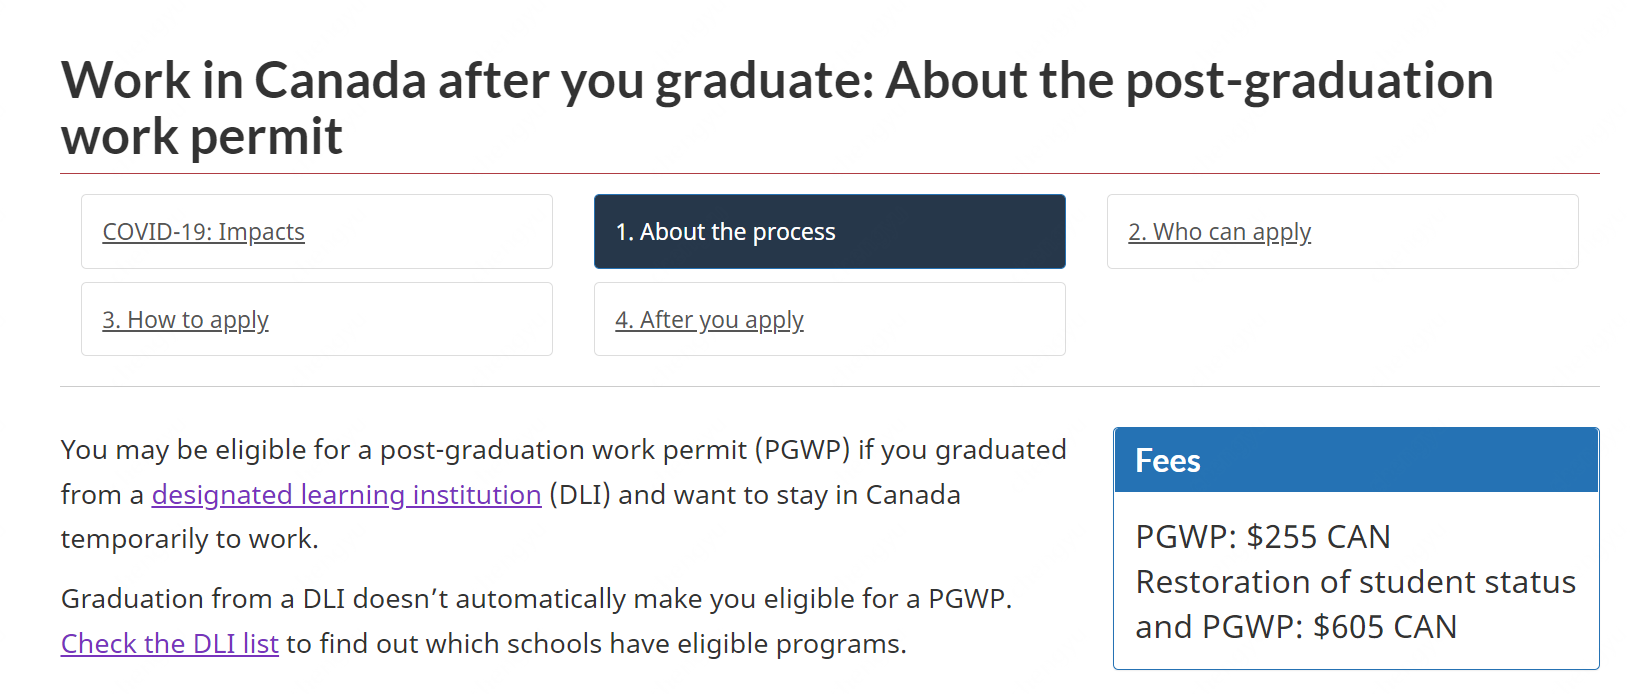 Work in Canada after you graduate: About the post-graduation
work permit
COVID-19: Impacts
1. About the process
2. Who can apply
3. How to apply
4. After you apply
You may be eligible for a post-graduation work permit (PGWP) if you graduated
from a designated learning institution (DLI) and want to stay in Canada
temporarily to work.
Graduation from a DLI doesn’t automatically make you eligible for a PGWP.
Check the DLI list to find out which schools have eligible programs.
Fees
PGWP: $255 CAN
Restoration of student status
and PGWP: $605 CAN